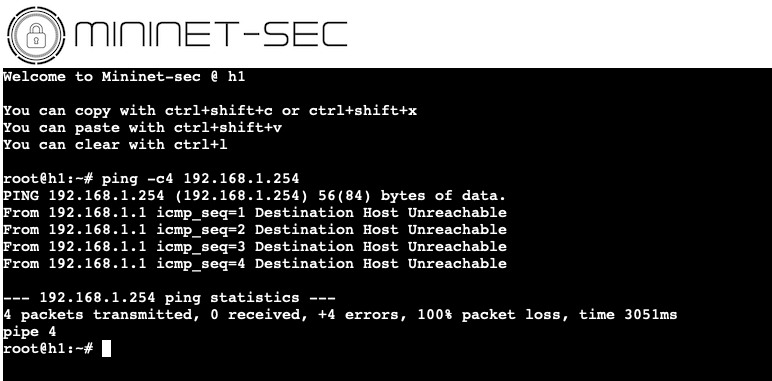 MININET-SEC
Welcome to Mininet-sec @ h1
You can copy with ctrl+shift+c or ctrl+shift+x
You can paste with ctrl+shift+v
You can clear with ctrl+l
root@h1:~# ping -c4 192.168.1.254
PING 192.168.1.254 (192.168.1.254) 56(84) bytes of data.
From 192.168.1.1 icmp_seq=1 Destination Host Unreachable
From 192.168.1.1 icmp_seq=2 Destination Host Unreachable
From 192.168.1.1 icmp_seq=3 Destination Host Unreachable
From 192.168.1.1 icmp_seq=4 Destination Host Unreachable
--- 192.168.1.254 ping statistics ---
4 packets transmitted, 0 received, +4 errors, 100% packet loss, time 3051ms
pipe 4
root@h1:~#